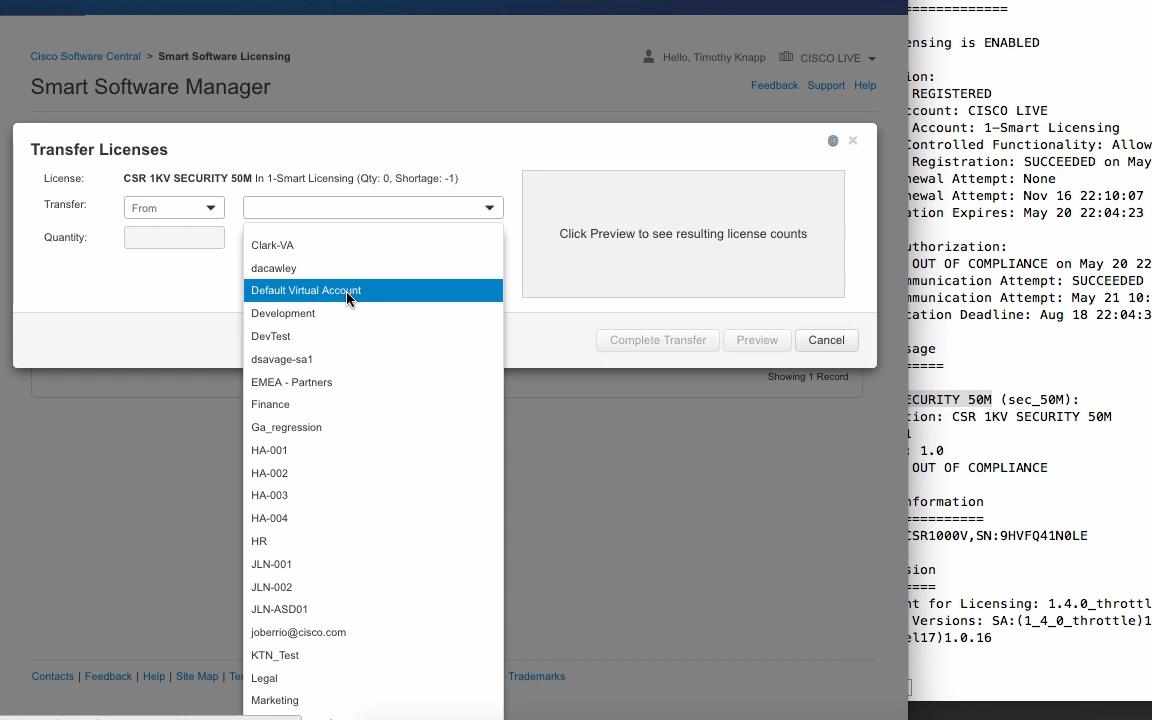 Cisco Software Central > Smart Software Licensing
Hello, Timothy Knapp
CISCO LIVE
Smart Software Manager
Feedback Support Help
Transfer Licenses
License: CSR 1KV SECURITY 50M In 1-Smart Licensing (Qty: 0, Shortage: -1)
Transfer: From
Quantity:
Click Preview to see resulting license counts
Clark-VA
dacawley
Default Virtual Account
Development
DevTest
dsavage-sa1
EMEA - Partners
Finance
Ga_regression
HA-001
HA-002
HA-003
HA-004
HR
JLN-001
JLN-002
JLN-ASD01
joberrio@cisco.com
KTN_Test
Legal
Marketing
Complete Transfer Preview Cancel
Showing 1 Record
Contacts | Feedback | Help | Site Map | Ter
Trademarks
=============
ensing is ENABLED
ion:
REGISTERED
ccount: CISCO LIVE
Account: 1-Smart Licensing
Controlled Functionality: Allow
Registration: SUCCEEDED on May
newal Attempt: None
newal Attempt: Nov 16 22:10:07
ation Expires: May 20 22:04:23
uthorization:
OUT OF COMPLIANCE on May 20 22
mmunication Attempt: SUCCEEDED
mmunication Attempt: May 21 10:
cation Deadline: Aug 18 22:04:3
sage
=====
ECURITY 50M (sec_50M):
tion: CSR 1KV SECURITY 50M
1
: 1.0
OUT OF COMPLIANCE
nformation
==========
CSR1000V,SN:9HVFQ41N0LE
sion
====
nt for Licensing: 1.4.0_throttl
Versions: SA:(1_4_0_throttle)1
el17)1.0.16